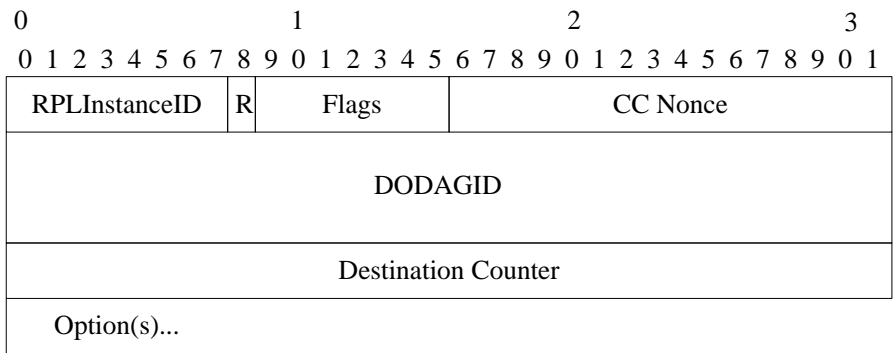 0 1 2 3
0 1 2 3 4 5 6 7 8 9 0 1 2 3 4 5 6 7 8 9 0 1 2 3 4 5 6 7 8 9 0 1
RPLInstanceID R Flags CC Nonce
DODAGID
Destination Counter
Option(s)...